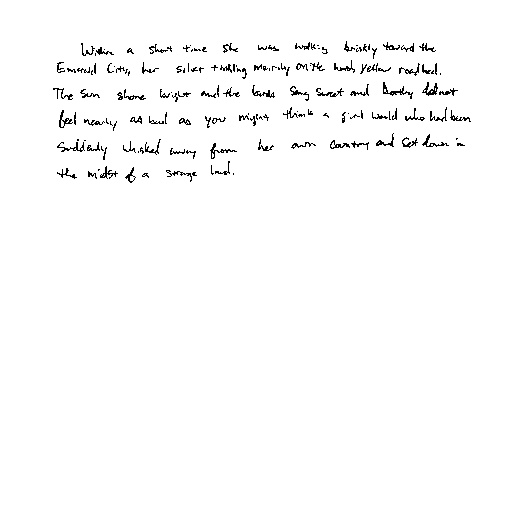 Within a short time she was walking briskly toward the
Emerald City, her silver tinkling merrily on the hard yellow roadbed.
The sun shone bright and the birds sang sweet and Dorothy did not
feel nearly as bad as you might think a girl would who had been
suddenly whisked away from her own country and set down in
the midst of a strange land.